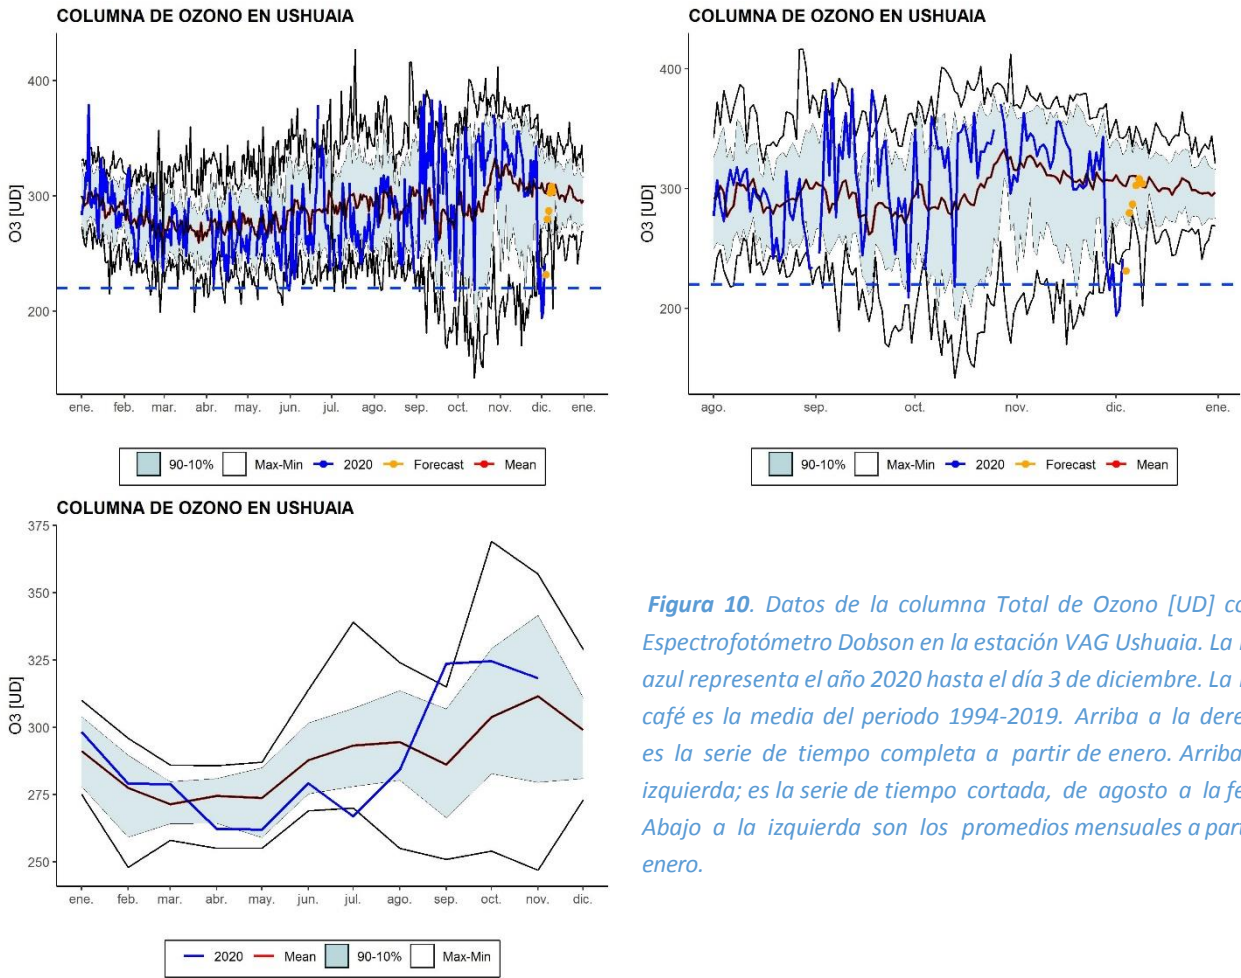 COLUMNA DE OZONO EN USHUAIA
400
300
200
O3 [UD]
ene. feb. mar. abr. may. jun. jul. ago. sep. oct. nov. dic. ene.
90-10% Max-Min 2020 Forecast Mean
COLUMNA DE OZONO EN USHUAIA
400
300
200
O3 [UD]
ago. sep. oct. nov. dic. ene.
90-10% Max-Min 2020 Forecast Mean
COLUMNA DE OZONO EN USHUAIA
375
350
325
300
275
250
O3 [UD]
ene. feb. mar. abr. may. jun. jul. ago. sep. oct. nov. dic.
2020 Mean 90-10% Max-Min
Figura 10. Datos de la columna Total de Ozono [UD] co
Espectrofotómetro Dobson en la estación VAG Ushuaia. La
azul representa el año 2020 hasta el día 3 de diciembre. La
café es la media del periodo 1994-2019. Arriba a la dere
es la serie de tiempo completa a partir de enero. Arriba
izquierda; es la serie de tiempo cortada, de agosto a la fe
Abajo a la izquierda son los promedios mensuales a part
enero.